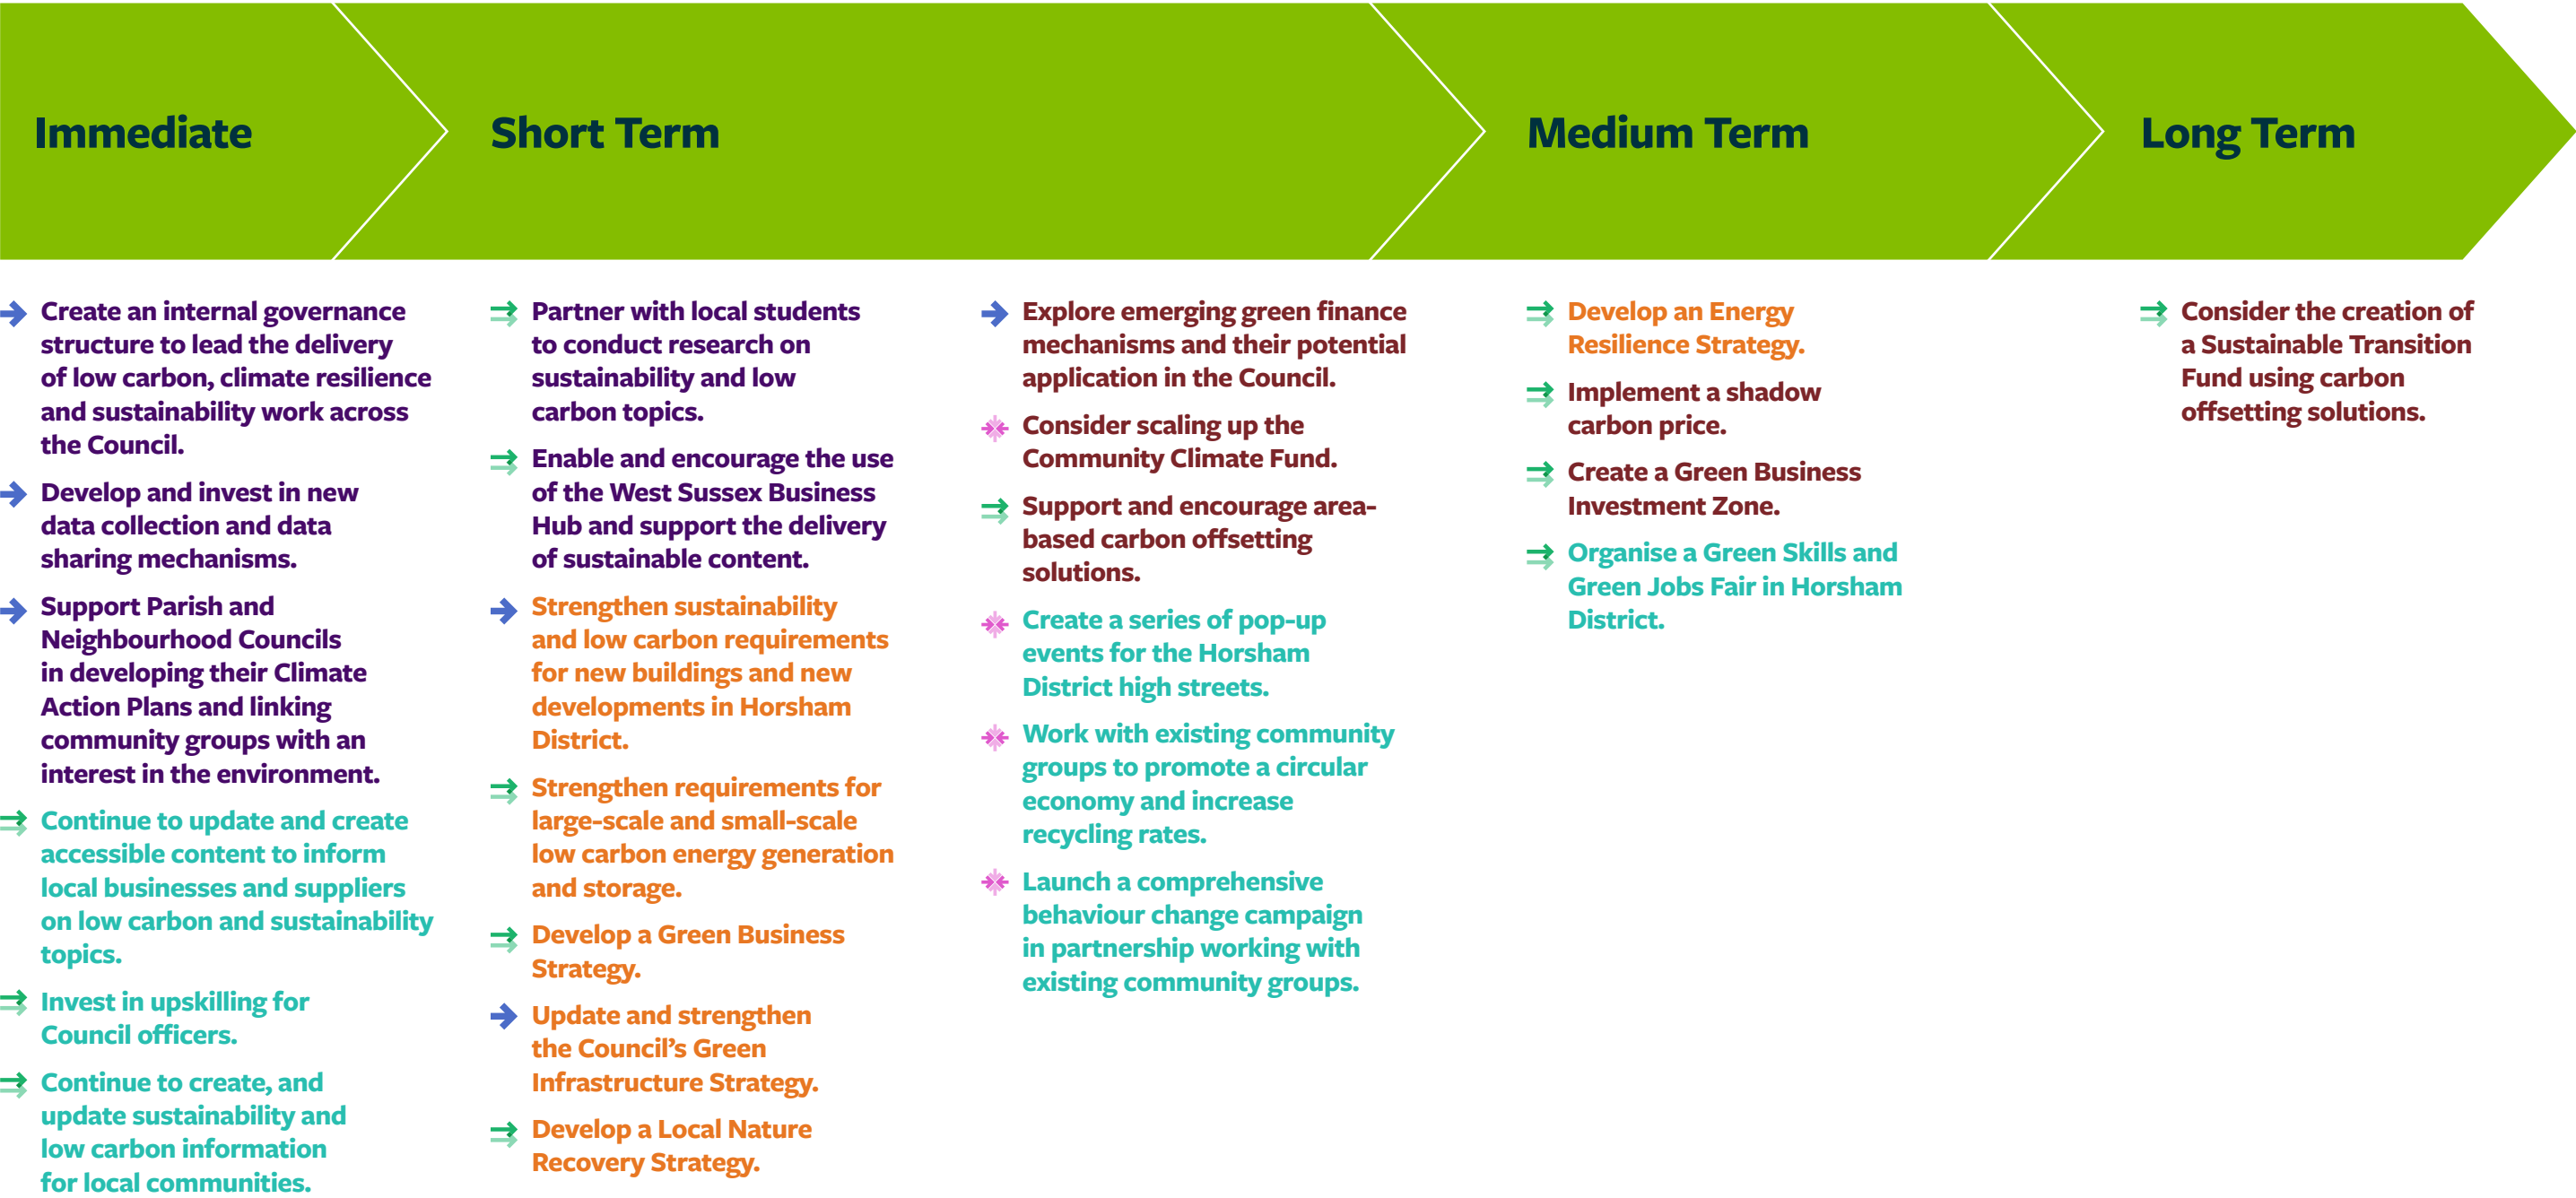 Immediate
Short Term
Medium Term
Long Term
Create an internal governance
structure to lead the delivery
of low carbon, climate resilience
and sustainability work across
the Council.
Develop and invest in new
data collection and data
sharing mechanisms.
Support Parish and
Neighbourhood Councils
in developing their Climate
Action Plans and linking
community groups with an
interest in the environment.
Continue to update and create
accessible content to inform
local businesses and suppliers
on low carbon and sustainability
topics.
Invest in upskilling for
Council officers.
Continue to create, and
update sustainability and
low carbon information
for local communities.
Partner with local students
to conduct research on
sustainability and low
carbon topics.
Enable and encourage the use
of the West Sussex Business
Hub and support the delivery
of sustainable content.
Strengthen sustainability
and low carbon requirements
for new buildings and new
developments in Horsham
District.
Strengthen requirements for
large-scale and small-scale
low carbon energy generation
and storage.
Develop a Green Business
Strategy.
Update and strengthen
the Council’s Green
Infrastructure Strategy.
Develop a Local Nature
Recovery Strategy.
Explore emerging green finance
mechanisms and their potential
application in the Council.
Consider scaling up the
Community Climate Fund.
Support and encourage area-
based carbon offsetting
solutions.
Create a series of pop-up
events for the Horsham
District high streets.
Work with existing community
groups to promote a circular
economy and increase
recycling rates.
Launch a comprehensive
behaviour change campaign
in partnership working with
existing community groups.
Develop an Energy
Resilience Strategy.
Implement a shadow
carbon price.
Create a Green Business
Investment Zone.
Organise a Green Skills and
Green Jobs Fair in Horsham
District.
Consider the creation of
a Sustainable Transition
Fund using carbon
offsetting solutions.